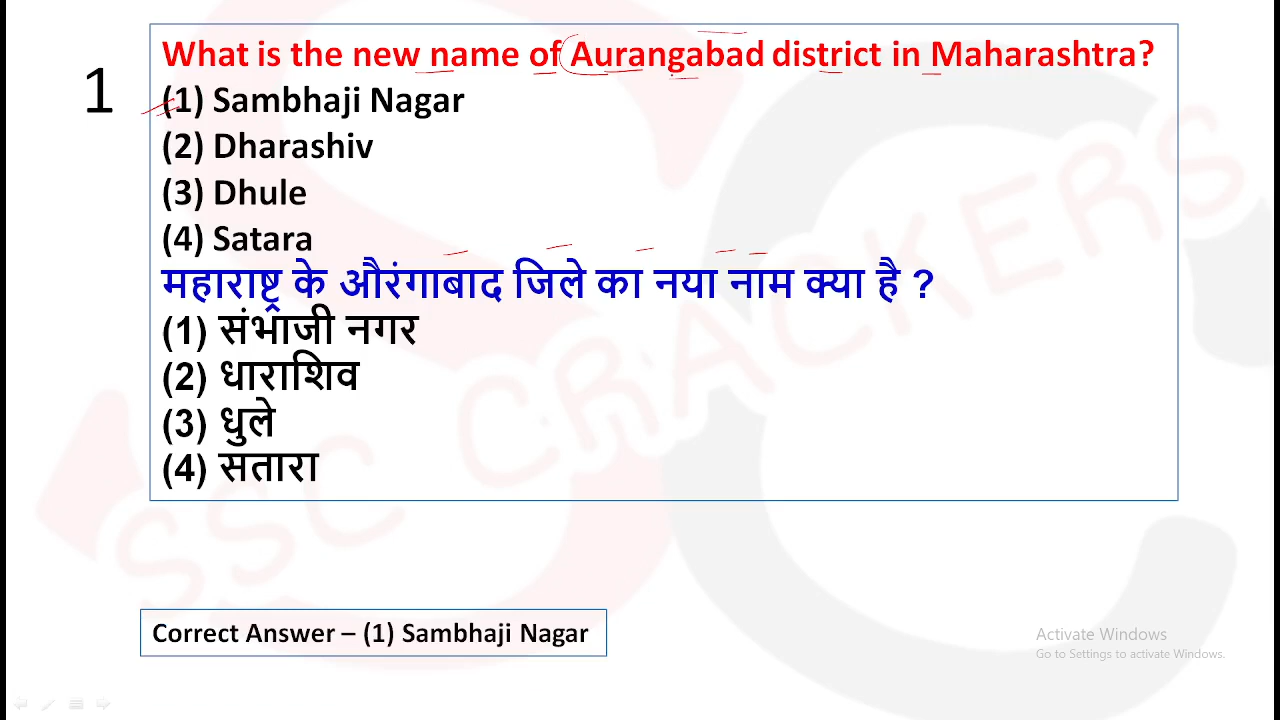 1
What is the new name of Aurangabad district in Maharashtra?
(1) Sambhaji Nagar
(2) Dharashiv
(3) Dhule
(4) Satara
महाराष्ट्र के औरंगाबाद जिले का नया नाम क्या है ?
(1) संभाजी नगर
(2) धाराशिव
(3) धुले
(4) सतारा
SSC CRACKERS
Correct Answer – (1) Sambhaji Nagar
Activate Windows
Go to Settings to activate Windows.